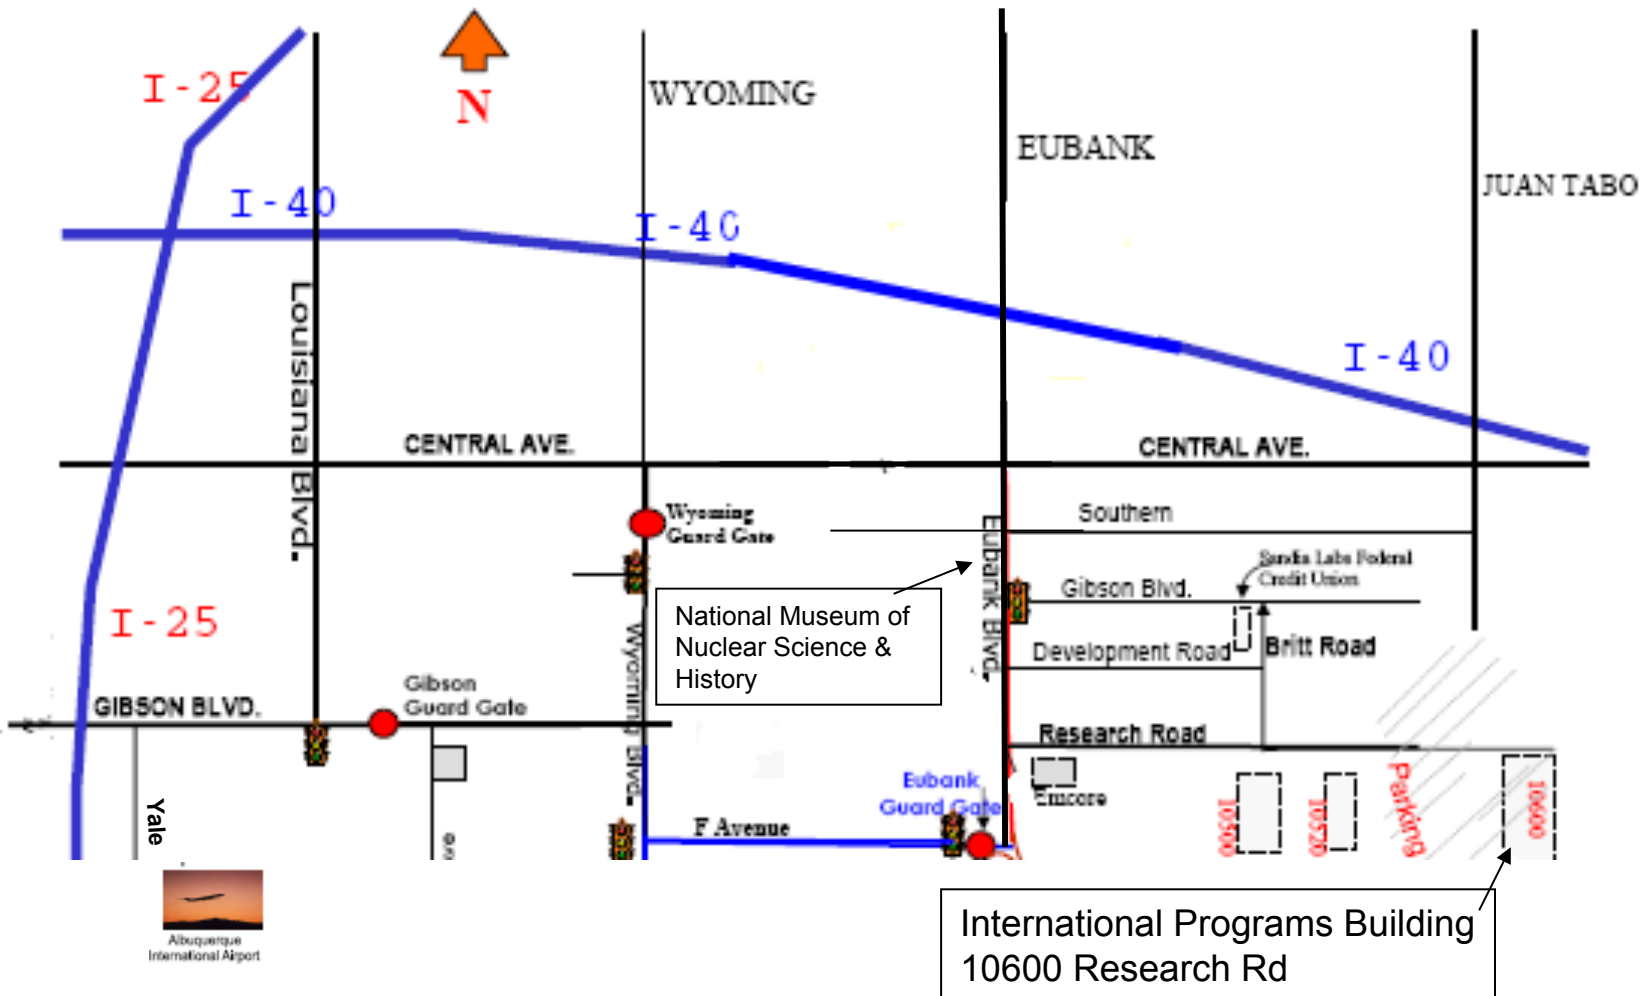 I-25
N
WYOMING
EUBANK
JUAN TABO
I-40
I-40
I-40
Louisiana Blvd.
CENTRAL AVE.
CENTRAL AVE.
Wyoming
Guard Gate
Southern
Eubank Blvd.
Sandia Labs Federal
Credit Union
Gibson Blvd.
National Museum of
Nuclear Science &
History
I-25
Wyoming Blvd.
Development Road
Britt Road
Gibson
Guard Gate
GIBSON BLVD.
Research Road
Eubank
Guard Gate
Emcore
Yale
F Avenue
10500
10520
Parking
10600
Albuquerque
International Airport
International Programs Building
10600 Research Rd